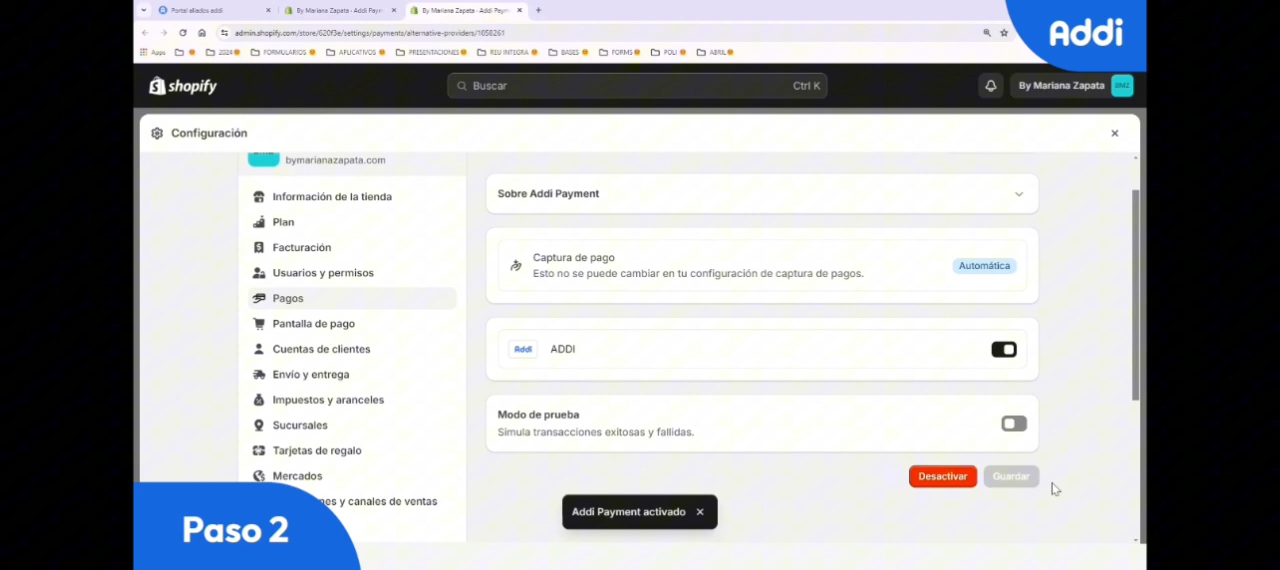 Portal aliados addi
By Mariana Zapata · Addi Paym
By Mariana Zapata · Addi Paym
admin.shopify.com/store/620f3e/settings/payments/alternative-providers/1058261
Apps
2024
FORMULARIOS
APLICATIVOS
PRESENTACIONES
REU INTEGRA
BASES
FORMS
POLI
ABRIL
Addi
shopify
Buscar
Ctrl K
By Mariana Zapata
BMZ
Configuración
bymarianazapata.com
Información de la tienda
Plan
Facturación
Usuarios y permisos
Pagos
Pantalla de pago
Cuentas de clientes
Envío y entrega
Impuestos y aranceles
Sucursales
Tarjetas de regalo
Mercados
nes y canales de ventas
Sobre Addi Payment
Captura de pago
Esto no se puede cambiar en tu configuración de captura de pagos.
Automática
Addi
ADDI
Modo de prueba
Simula transacciones exitosas y fallidas.
Desactivar
Guardar
Addi Payment activado
Paso 2